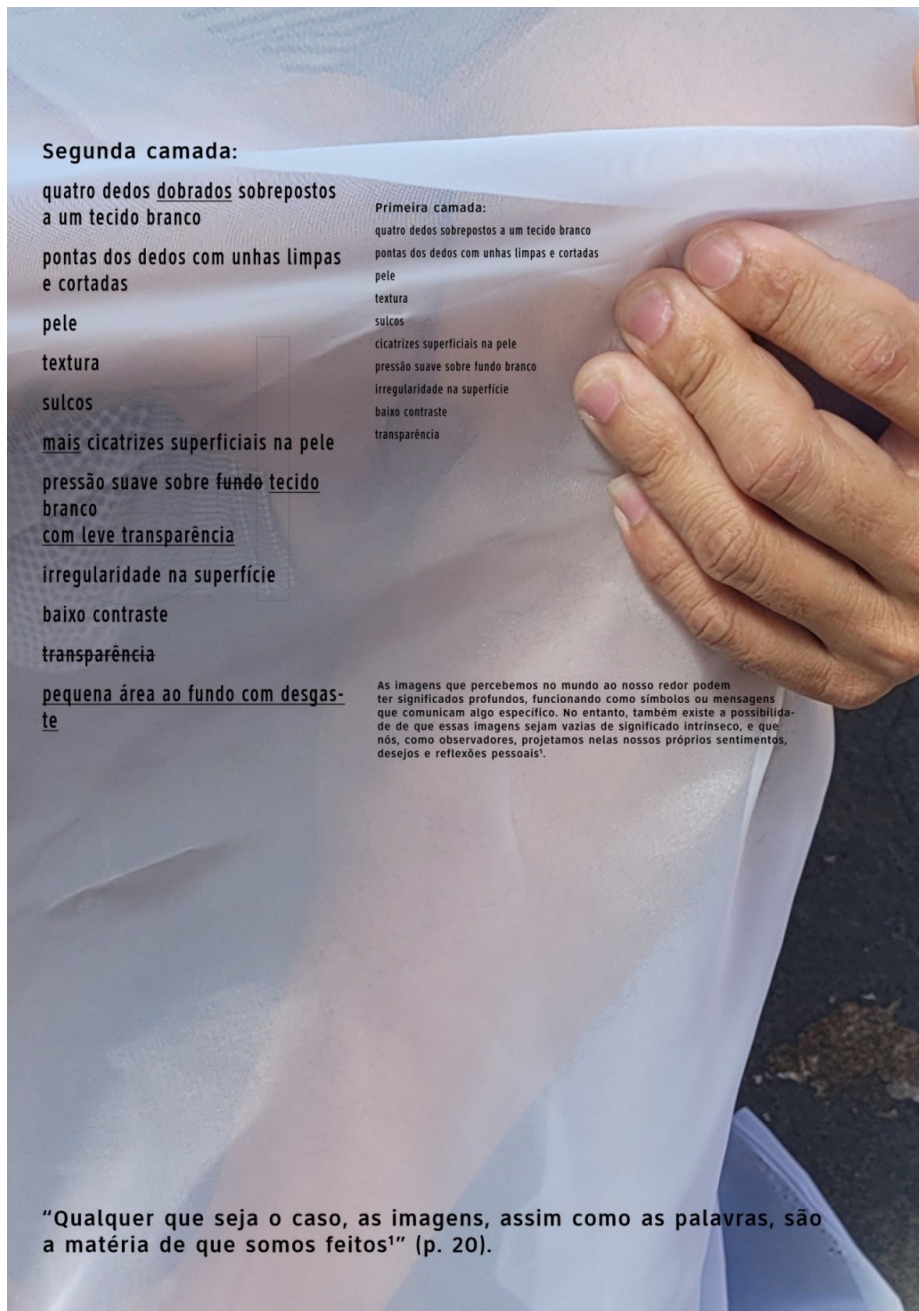 Segunda camada:
quatro dedos dobrados sobrepostos
a um tecido branco
pontas dos dedos com unhas limpas
e cortadas
pele
textura
sulcos
mais cicatrizes superficiais na pele
pressão suave sobre fundo tecido
branco
com leve transparência
irregularidade na superfície
baixo contraste
transparência
pequena área ao fundo com desgas-
te
Primeira camada:
quatro dedos sobrepostos a um tecido branco
pontas dos dedos com unhas limpas e cortadas
pele
textura
sulcos
cicatrizes superficiais na pele
pressão suave sobre fundo branco
irregularidade na superfície
baixo contraste
transparência
As imagens que percebemos no mundo ao nosso redor podem
ter significados profundos, funcionando como símbolos ou mensagens
que comunicam algo específico. No entanto, também existe a possibilida-
de de que essas imagens sejam vazias de significado intrínseco, e que
nós, como observadores, projetamos nelas nossos próprios sentimentos,
desejos e reflexões pessoais¹.
“Qualquer que seja o caso, as imagens, assim como as palavras, são
a matéria de que somos feitos¹” (p. 20).